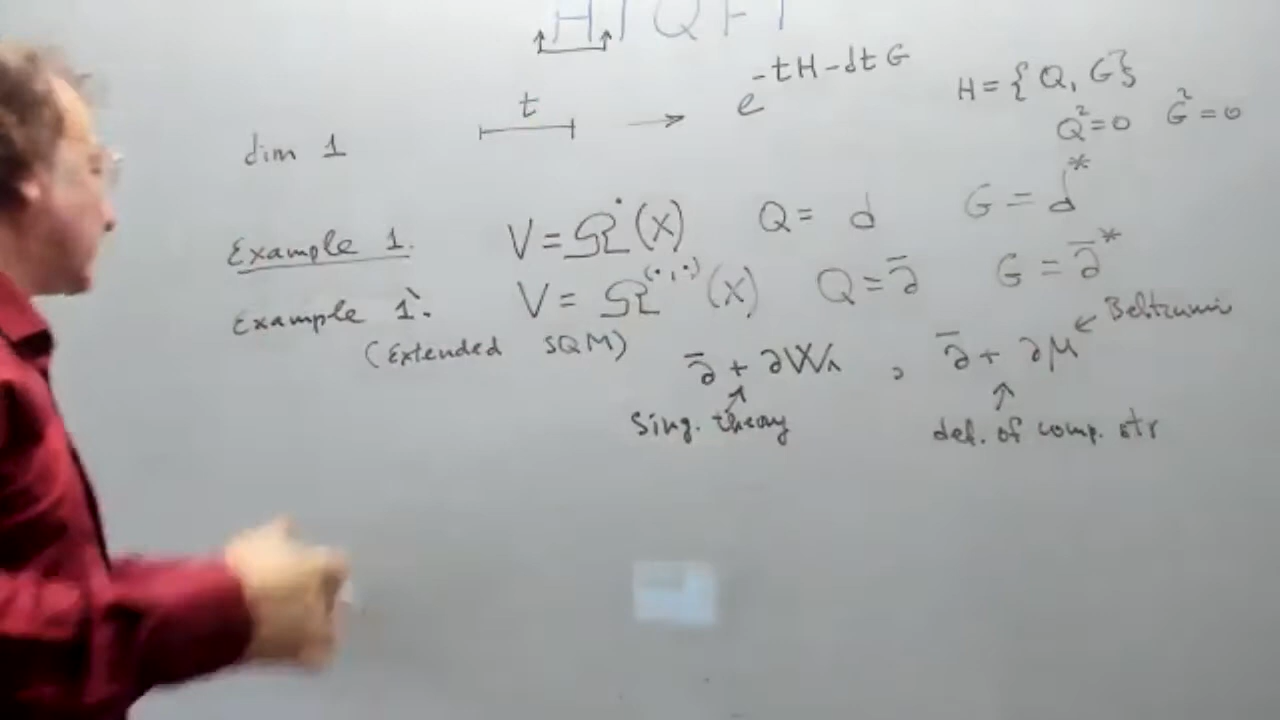 HTQFT
t → e^{-tH-dtG} H={Q, G}
dim 1 Q²=0 G²=0
Example 1. V=Ω^•(X) Q= d G = d*
Example 1'. V= Ω^(•,•)(X) Q=∂̄ G = ∂̄*
(Extended SQM) ∂̄ + ∂W∧ , ∂̄ + ∂μ ← Beltrami
Sing. theory def. of comp. str